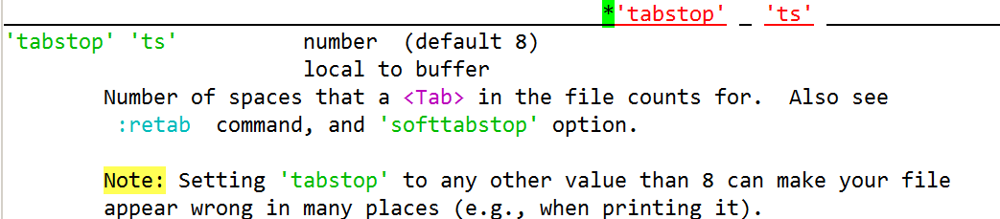 *'tabstop' _ 'ts'
'tabstop' 'ts' number (default 8)
local to buffer
Number of spaces that a <Tab> in the file counts for. Also see
:retab command, and 'softtabstop' option.
Note: Setting 'tabstop' to any other value than 8 can make your file
appear wrong in many places (e.g., when printing it).